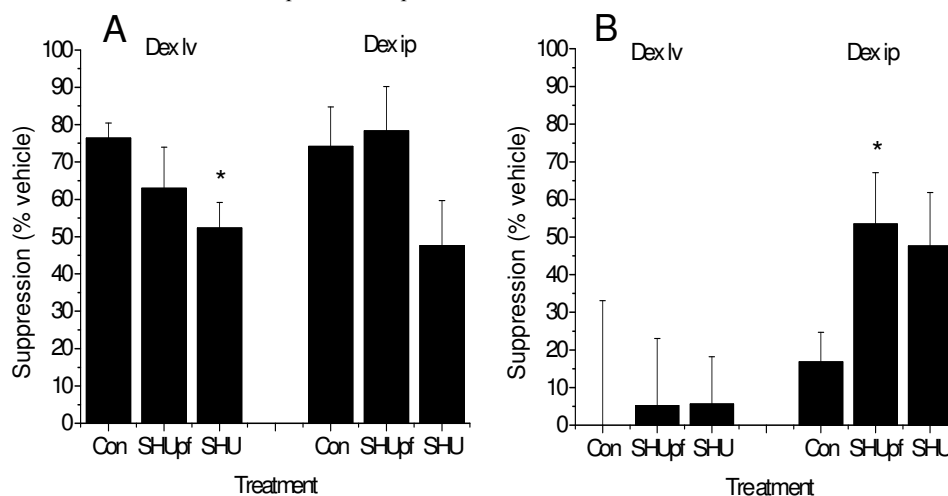 A
Dex Iv
Dex ip
100
90
80
70
60
50
40
30
20
10
0
Suppression (% vehicle)
*
Con SHUpf SHU Con SHUpf SHU
Treatment
B
Dex Iv
Dex ip
100
90
80
70
60
50
40
30
20
10
0
Suppression (% vehicle)
*
Con SHUpf SHU Con SHUpf SHU
Treatment